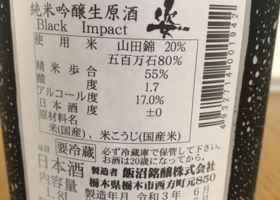 純米吟醸生原酒 姿
Black Impact
使用米 山田錦 20%
五百万石80%
精米歩合 55%
酸度 1.7
アルコール度 17.0%
日本酒度 ±0
原材料名
米(国産)、米こうじ(国産米)
要冷蔵 必ず冷蔵庫で保管して下さい。
お酒は20歳になってから。
日本酒 製造者 飯沼銘醸株式会社
栃木県栃木市西方町元850
内容量 1.8L 製造年月 令和3年6月
4932714001942